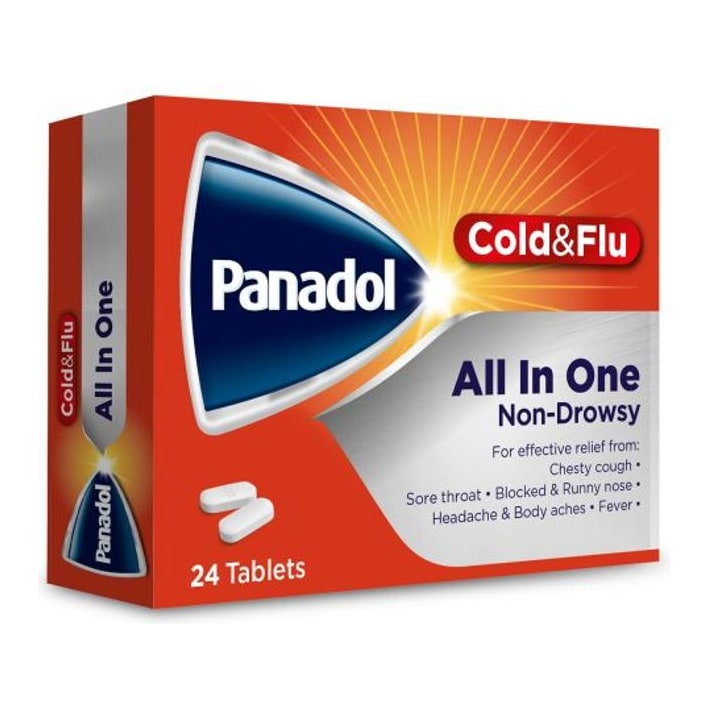 Cold&Flu
All In One
Panadol
Panadol
Cold&Flu
All In One
Non-Drowsy
For effective relief from:
Chesty cough •
Sore throat • Blocked & Runny nose •
Headache & Body aches • Fever •
24 Tablets